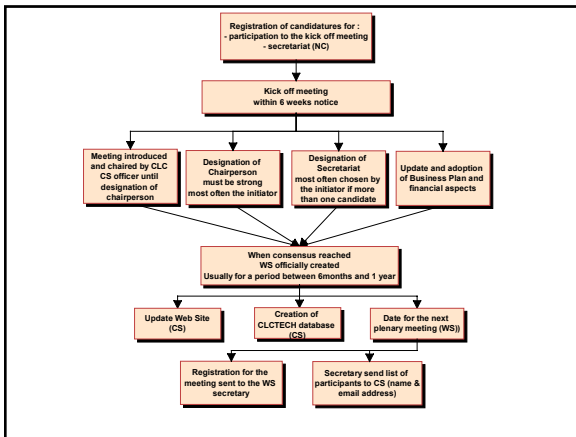 Registration of candidatures for :
- participation to the kick off meeting
- secretariat (NC)
Kick off meeting
within 6 weeks notice
Meeting introduced
and chaired by CLC
CS officer until
designation of
chairperson
Designation of
Chairperson
must be strong
most often the initiator
Designation of
Secretariat
most often chosen by
the initiator if more
than one candidate
Update and adoption
of Business Plan and
financial aspects
When consensus reached
WS officially created
Usually for a period between 6months and 1 year
Update Web Site
(CS)
Creation of
CLCTECH database
(CS)
Date for the next
plenary meeting (WS))
Registration for the
meeting sent to the WS
secretary
Secretary send list of
participants to CS (name &
email address)